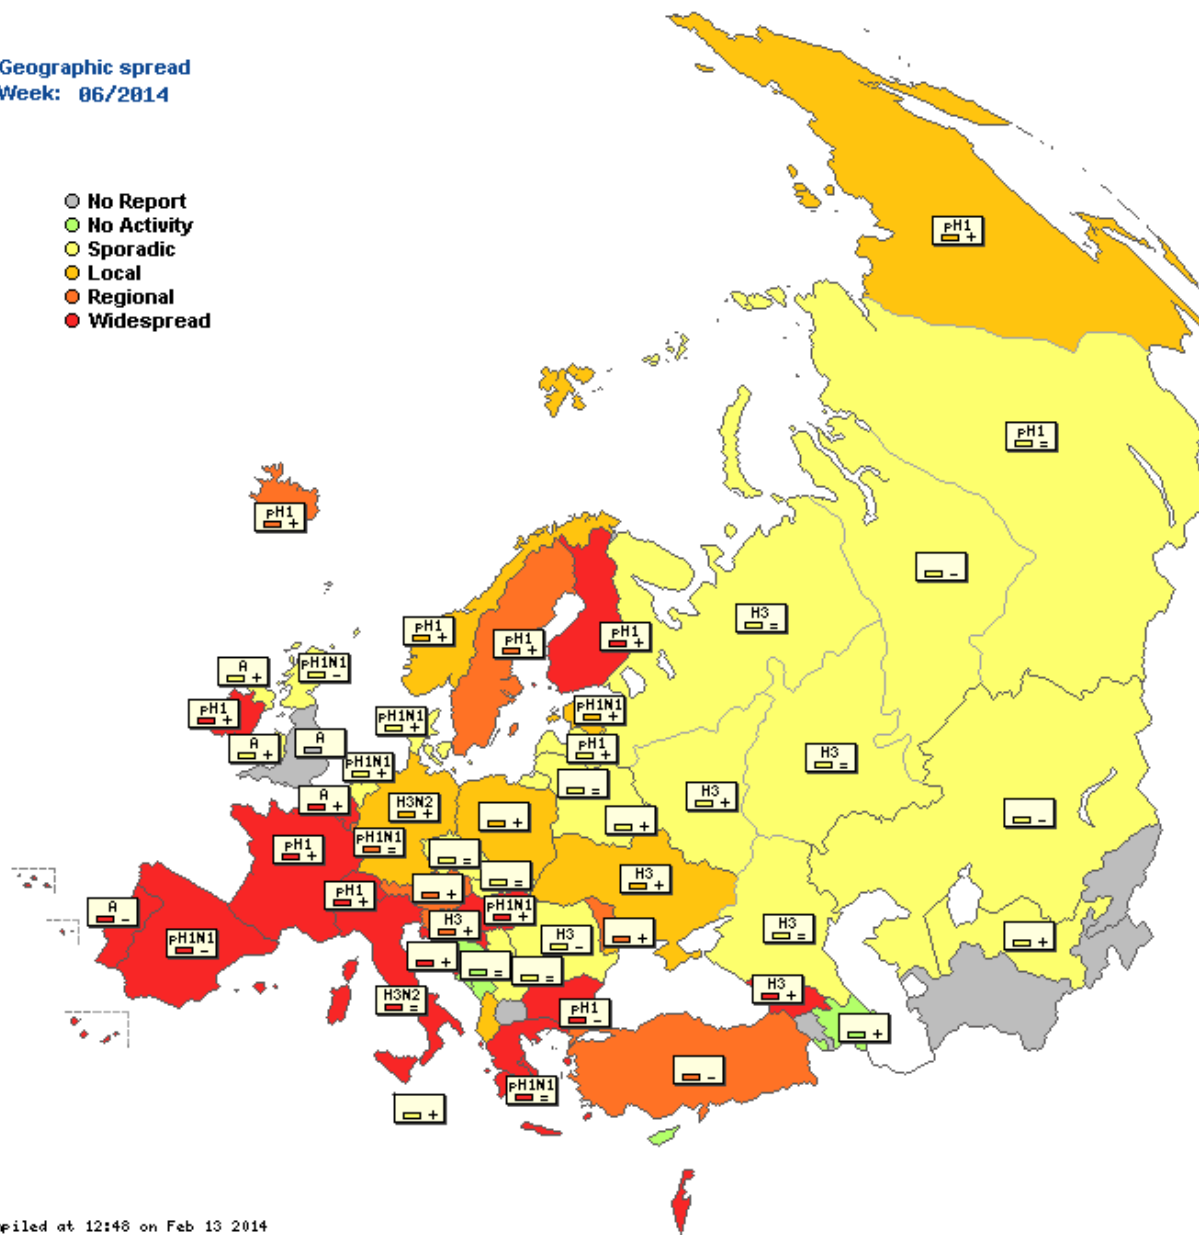 Geographic spread
Week: 06/2014
No Report
No Activity
Sporadic
Local
Regional
Widespread
pH1
+
pH1
=
pH1
+
-
H3
=
pH1
+
pH1
+
pH1
+
A
+
pH1N1
-
pH1
+
pH1N1
+
pH1N1
+
A
+
A
pH1
+
H3
=
pH1N1
+
=
H3
+
A
+
H3N2
+
+
+
-
pH1N1
=
pH1
+
=
=
H3
+
pH1
+
+
A
-
pH1N1
+
H3
+
H3
-
+
H3
=
+
pH1N1
-
+
=
=
H3
+
H3N2
=
pH1
-
+
-
pH1N1
=
+
piled at 12:48 on Feb 13 2014